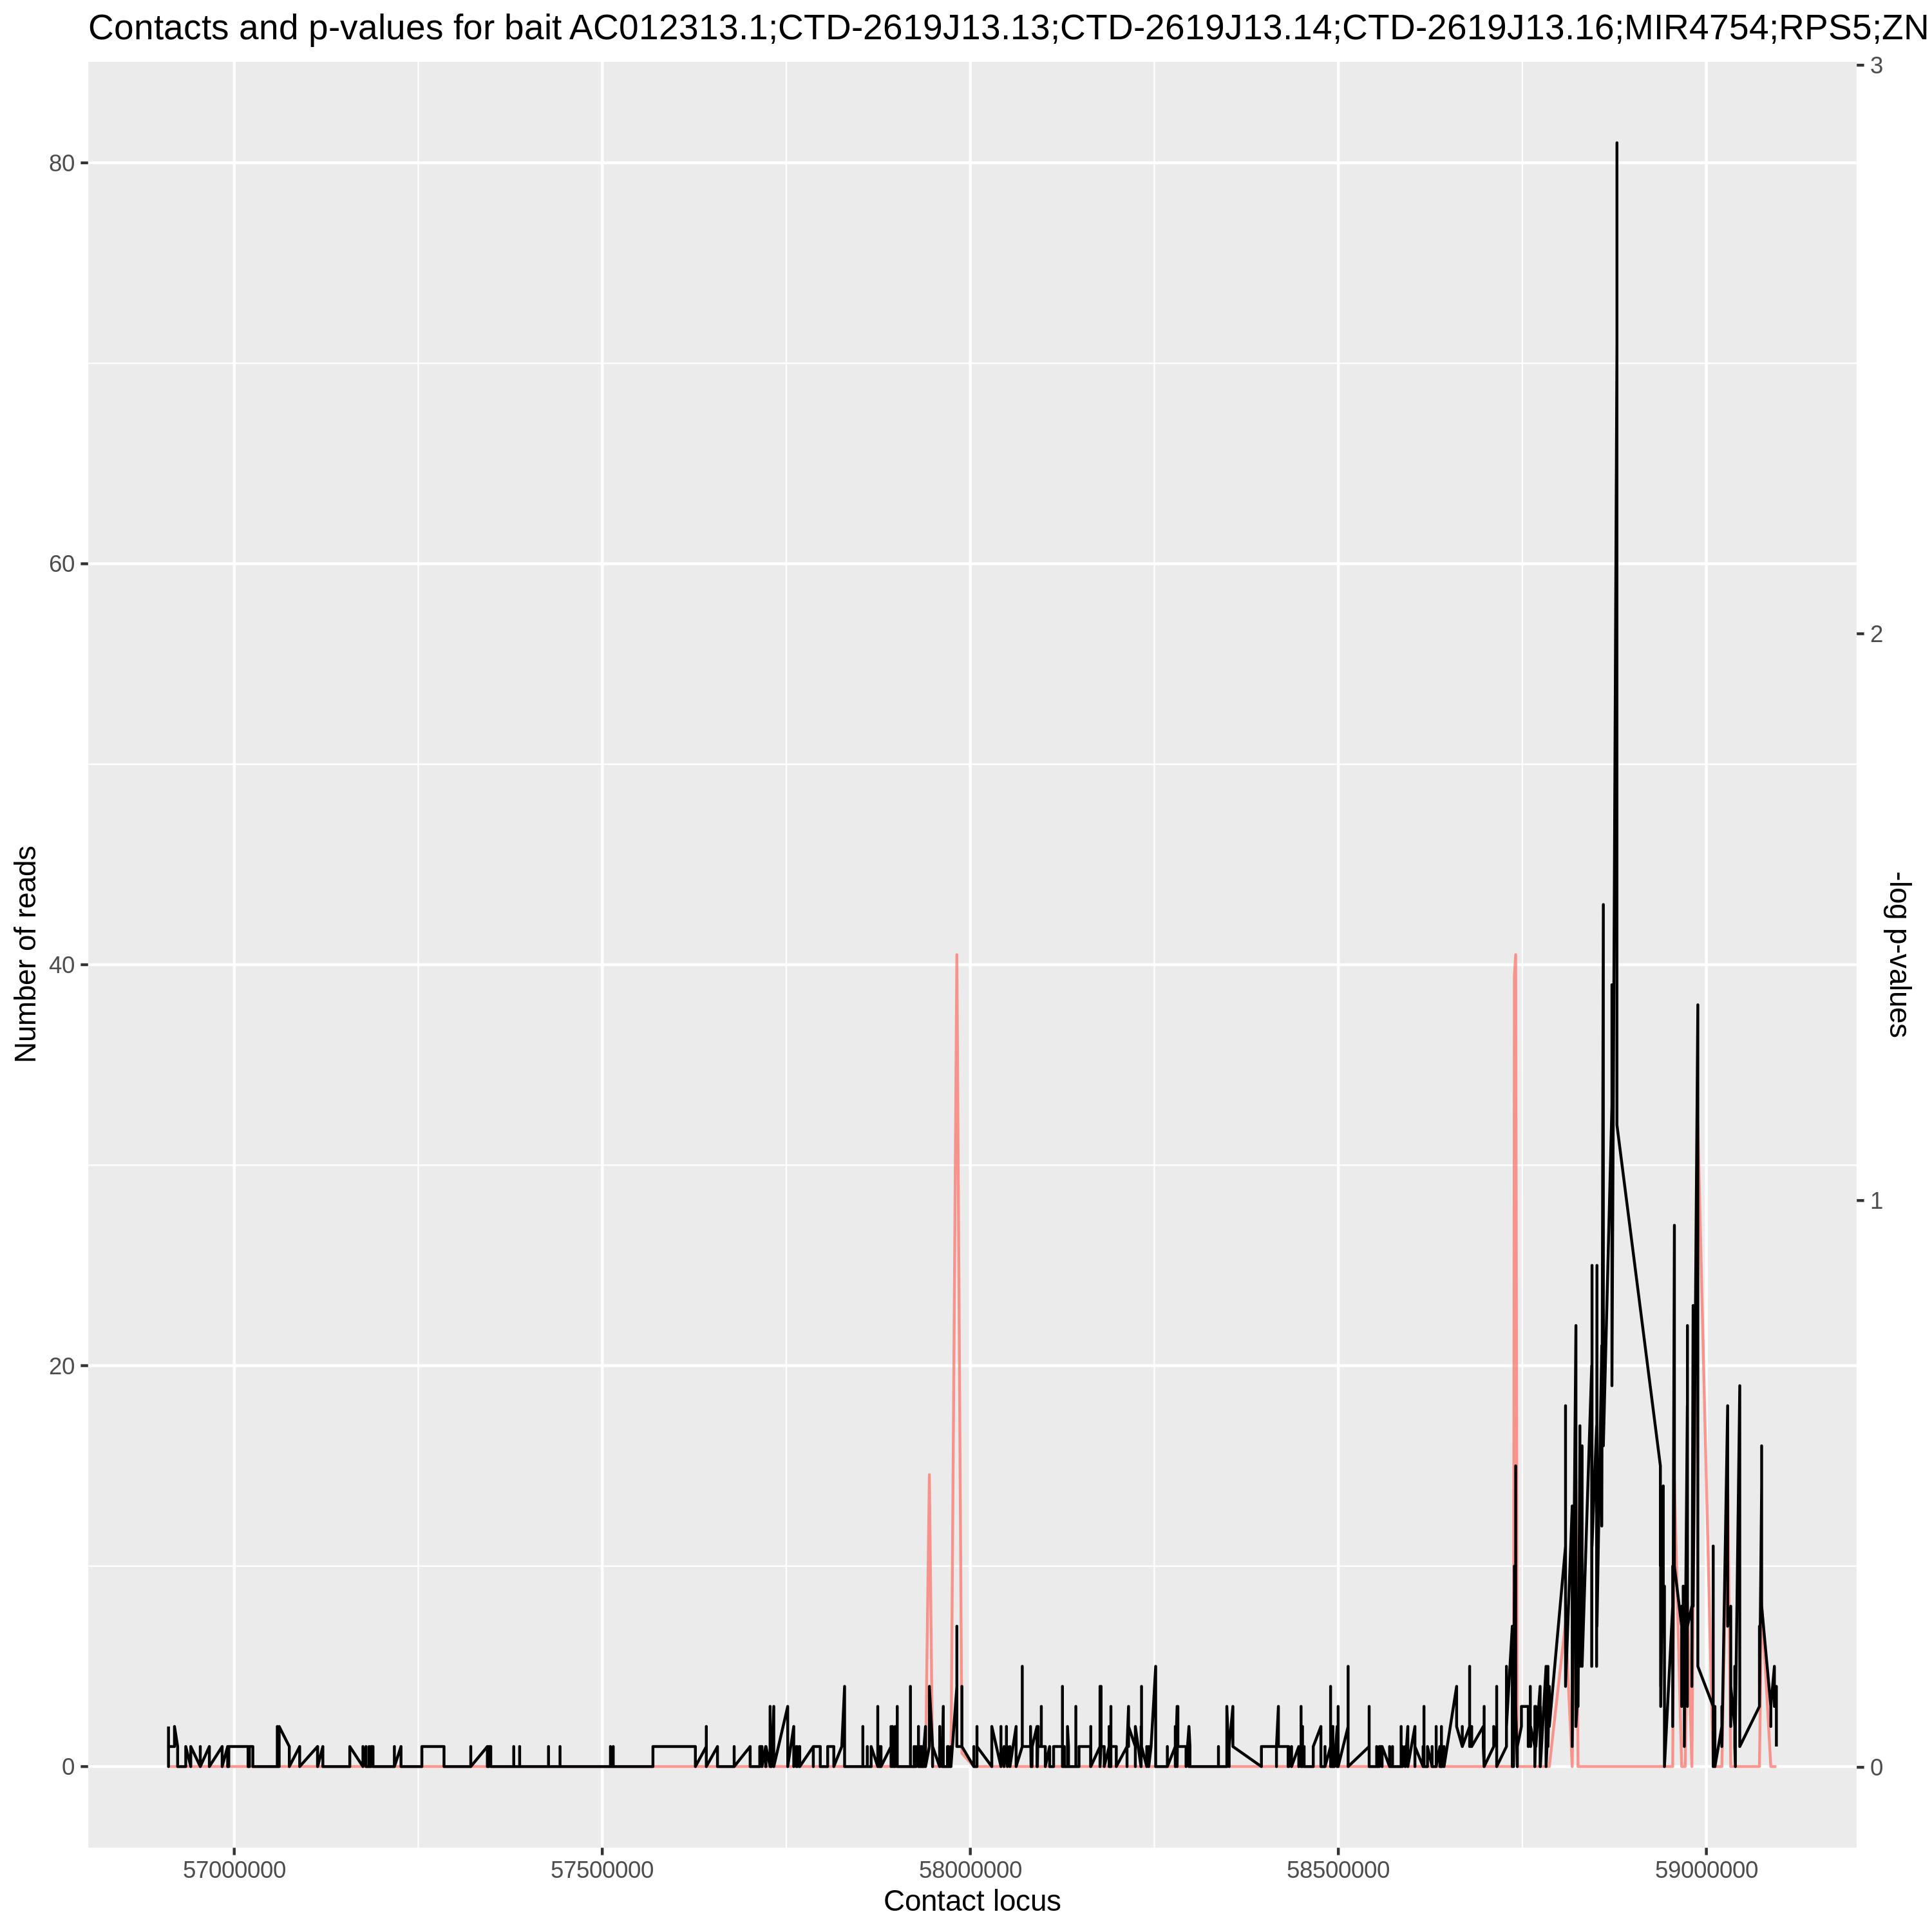 Contacts and p-values for bait AC012313.1;CTD-2619J13.13;CTD-2619J13.14;CTD-2619J13.16;MIR4754;RPS5;ZN
80
60
40
20
0
Number of reads
3
2
1
0
-log p-values
57000000 57500000 58000000 58500000 59000000
Contact locus